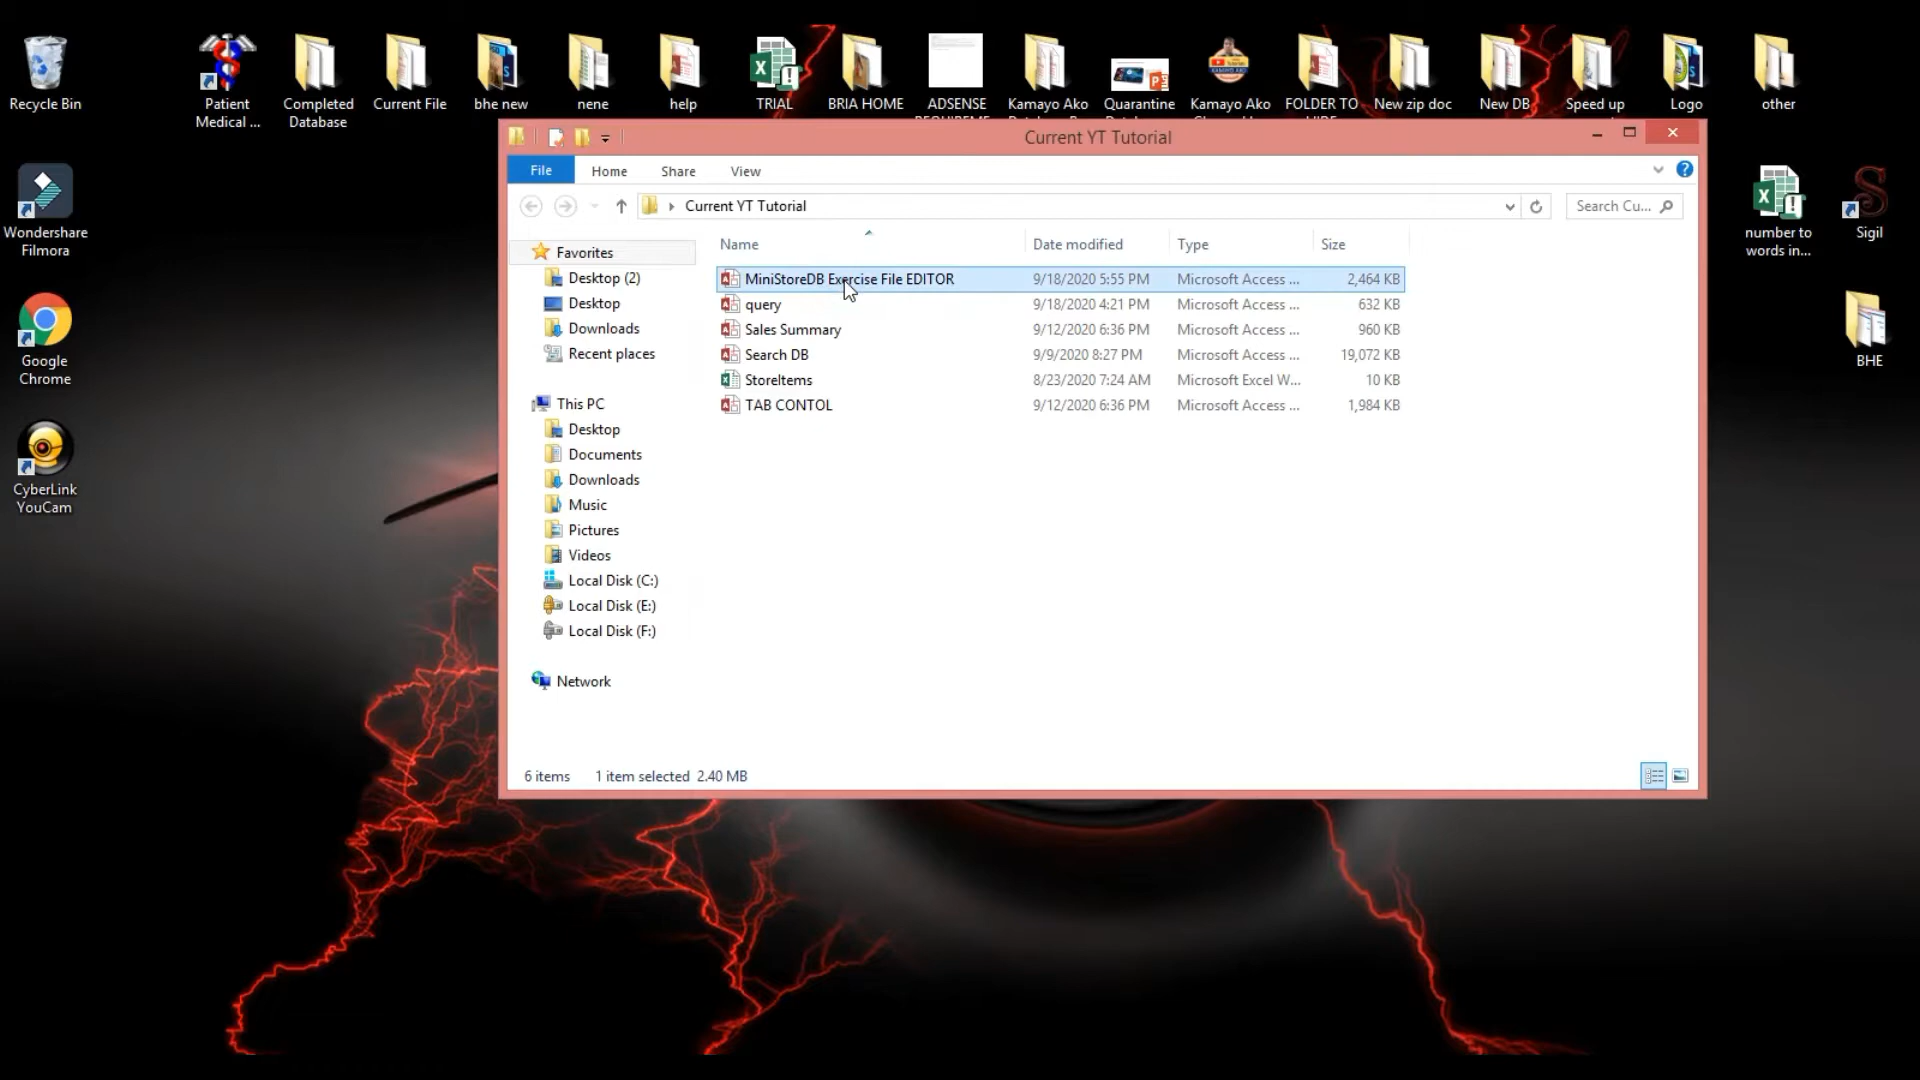 Recycle Bin
Patient
Medical ...
Completed
Database
Current File
bhe new
nene
help
TRIAL
BRIA HOME
ADSENSE
Kamayo Ako
Quarantine
Kamayo Ako
FOLDER TO
New zip doc
New DB
Speed up
Logo
other
Current YT Tutorial
File
Home
Share
View
Current YT Tutorial
Search Cu...
Name
Date modified
Type
Size
MiniStoreDB Exercise File EDITOR 9/18/2020 5:55 PM Microsoft Access ... 2,464 KB
query 9/18/2020 4:21 PM Microsoft Access ... 632 KB
Sales Summary 9/12/2020 6:36 PM Microsoft Access ... 960 KB
Search DB 9/9/2020 8:27 PM Microsoft Access ... 19,072 KB
StoreItems 8/23/2020 7:24 AM Microsoft Excel W... 10 KB
TAB CONTOL 9/12/2020 6:36 PM Microsoft Access ... 1,984 KB
Favorites
Desktop (2)
Desktop
Downloads
Recent places
This PC
Desktop
Documents
Downloads
Music
Pictures
Videos
Local Disk (C:)
Local Disk (E:)
Local Disk (F:)
Network
6 items 1 item selected 2.40 MB
Wondershare
Filmora
Google
Chrome
CyberLink
YouCam
number to
words in...
Sigil
BHE